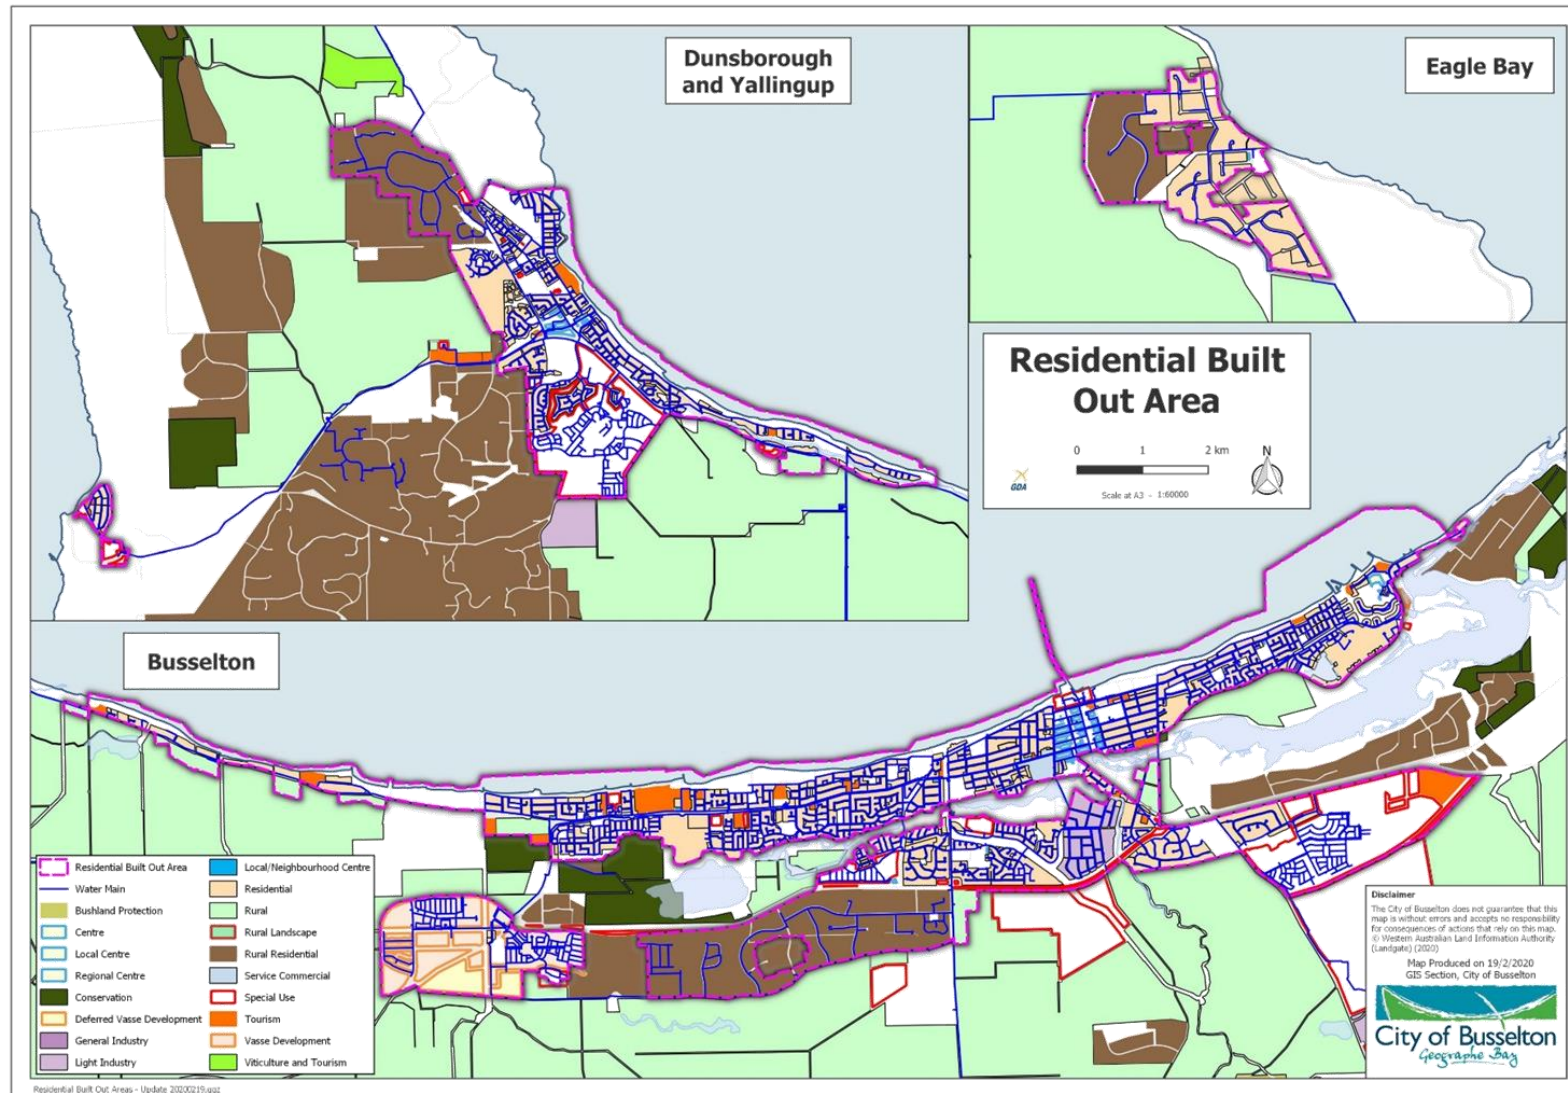 Dunsborough
and Yallingup
Eagle Bay
Residential Built
Out Area
0 1 2 km
N
GDA
Scale at A3 - 1:60000
Busselton
Residential Built Out Area
Water Main
Bushland Protection
Centre
Local Centre
Regional Centre
Conservation
Deferred Vasse Development
General Industry
Light Industry
Local/Neighbourhood Centre
Residential
Rural
Rural Landscape
Rural Residential
Service Commercial
Special Use
Tourism
Vasse Development
Viticulture and Tourism
Disclaimer
The City of Busselton does not guarantee that this
map is without errors and accepts no responsibility
for consequences of actions that rely on this map.
© Western Australian Land Information Authority
(Landgate) (2020)
Map Produced on 19/2/2020
GIS Section, City of Busselton
City of Busselton
Geographe Bay
Residential Built Out Areas - Update 20200219.qgz